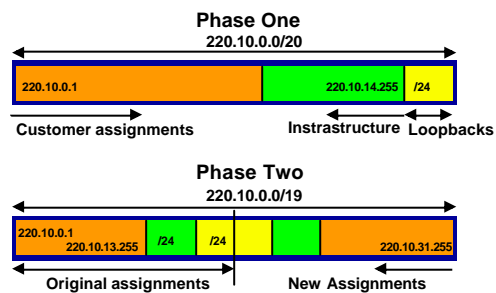 Phase One
220.10.0.0/20
220.10.0.1
220.10.14.255
/24
Customer assignments
Instrastructure
Loopbacks
Phase Two
220.10.0.0/19
220.10.0.1
220.10.13.255
/24
/24
220.10.31.255
Original assignments
New Assignments